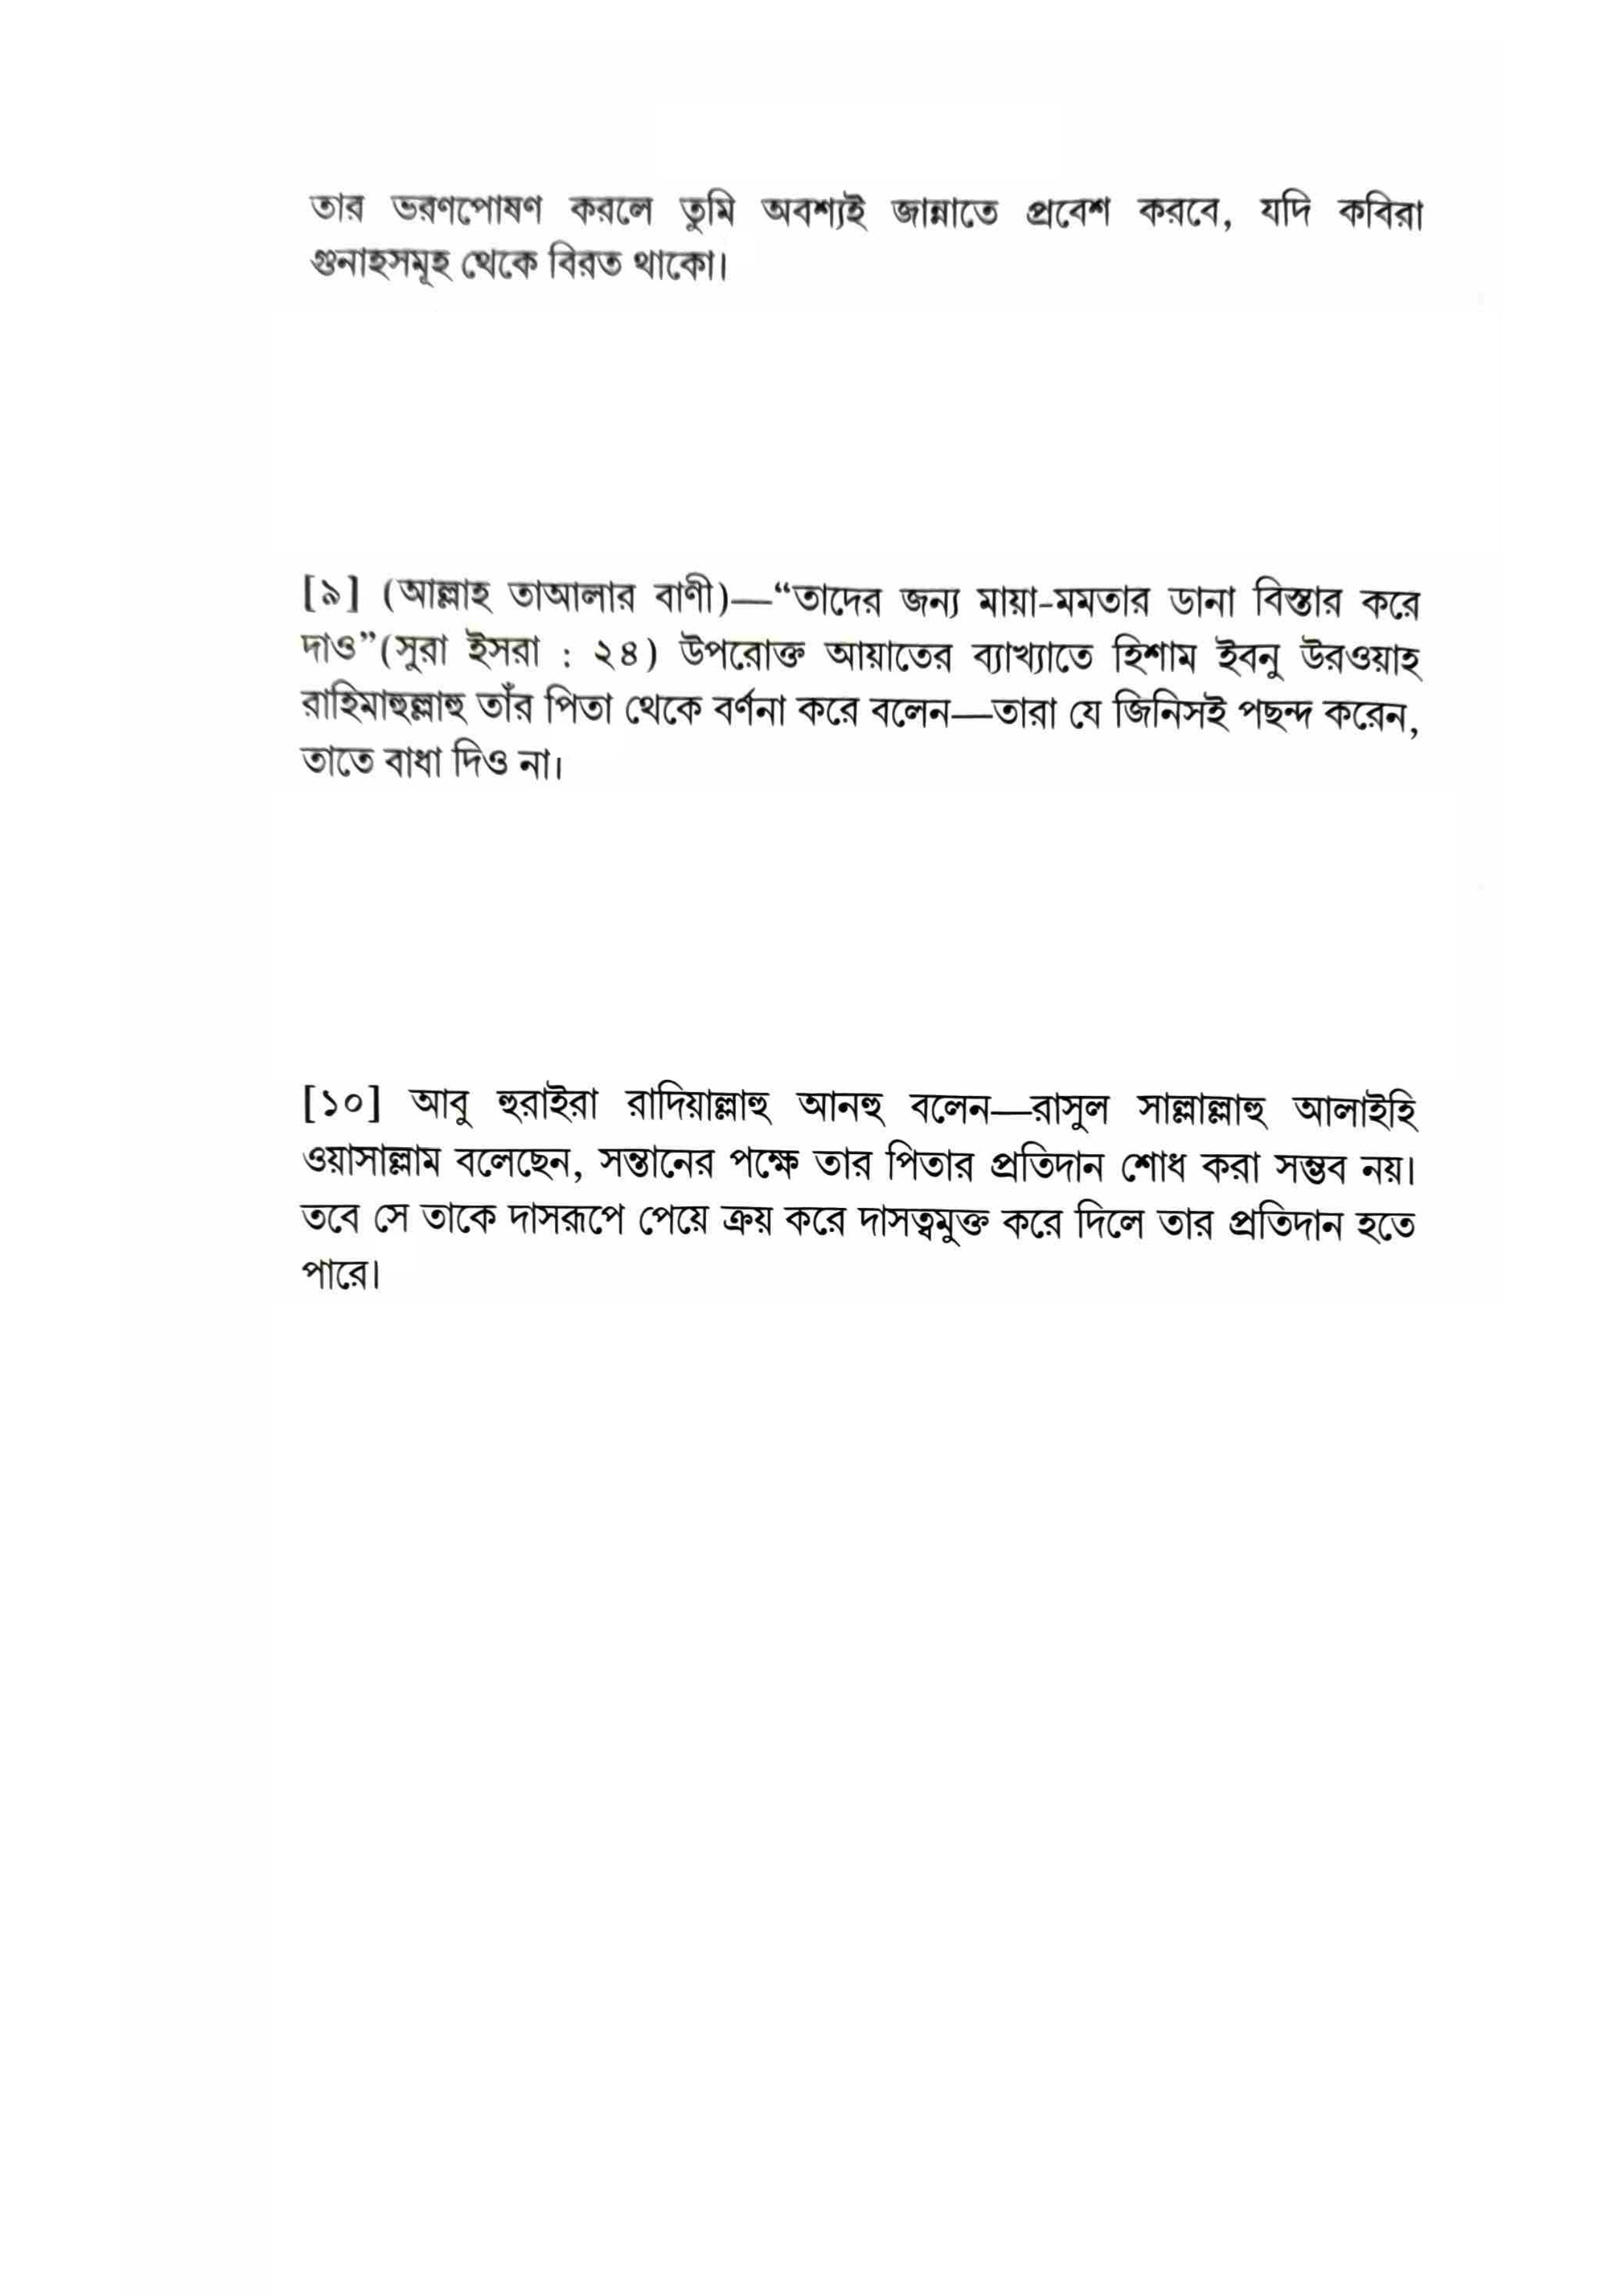 তার ভরণপোষণ করলে তুমি অবশ্যই জান্নাতে প্রবেশ করবে, যদি কবিরা
গুনাহসমূহ থেকে বিরত থাকো।
[৯] (আল্লাহ তাআলার বাণী)—“তাদের জন্য মায়া-মমতার ডানা বিস্তার করে
দাও”(সুরা ইসরা : ২৪) উপরোক্ত আয়াতের ব্যাখ্যাতে হিশাম ইবনু উরওয়াহ
রাহিমাহুল্লাহু তাঁর পিতা থেকে বর্ণনা করে বলেন—তারা যে জিনিসই পছন্দ করেন,
তাতে বাধা দিও না।
[১০] আবু হুরাইরা রাদিয়াল্লাহু আনহু বলেন—রাসুল সাল্লাল্লাহু আলাইহি
ওয়াসাল্লাম বলেছেন, সন্তানের পক্ষে তার পিতার প্রতিদান শোধ করা সম্ভব নয়।
তবে সে তাকে দাসরূপে পেয়ে ক্রয় করে দাসত্বমুক্ত করে দিলে তার প্রতিদান হতে
পারে।